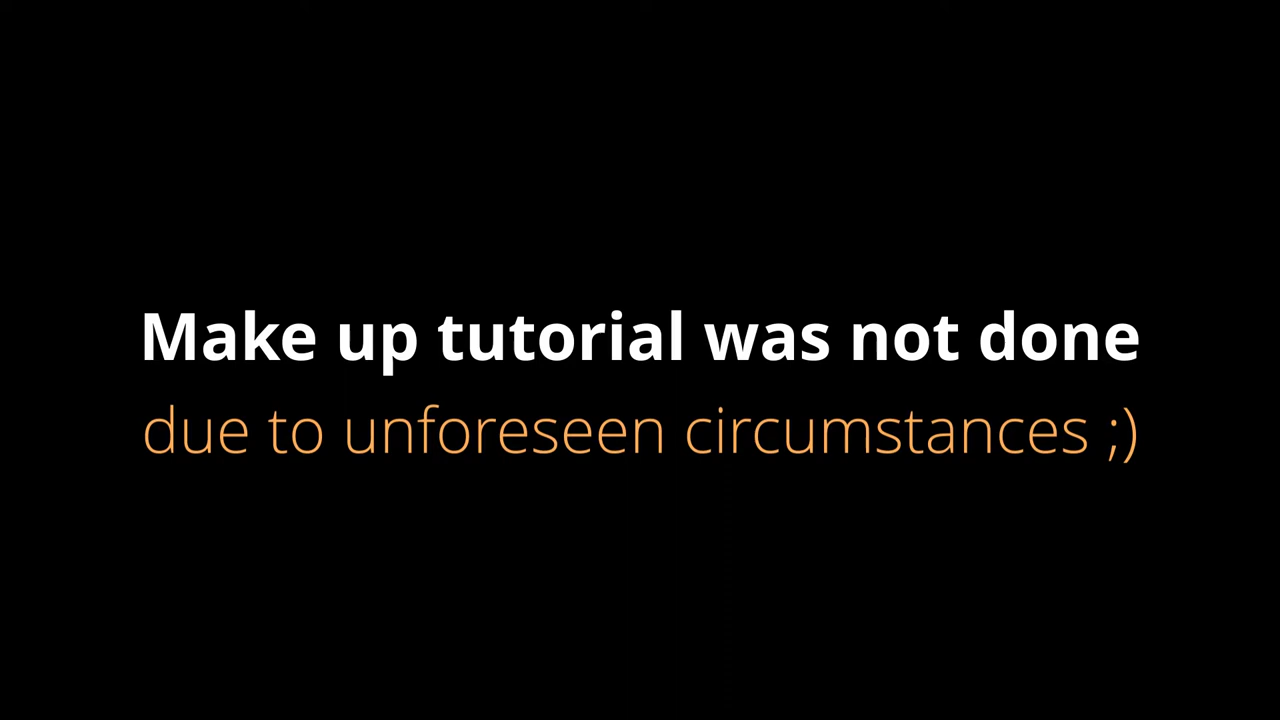 Make up tutorial was not done
due to unforeseen circumstances ;)